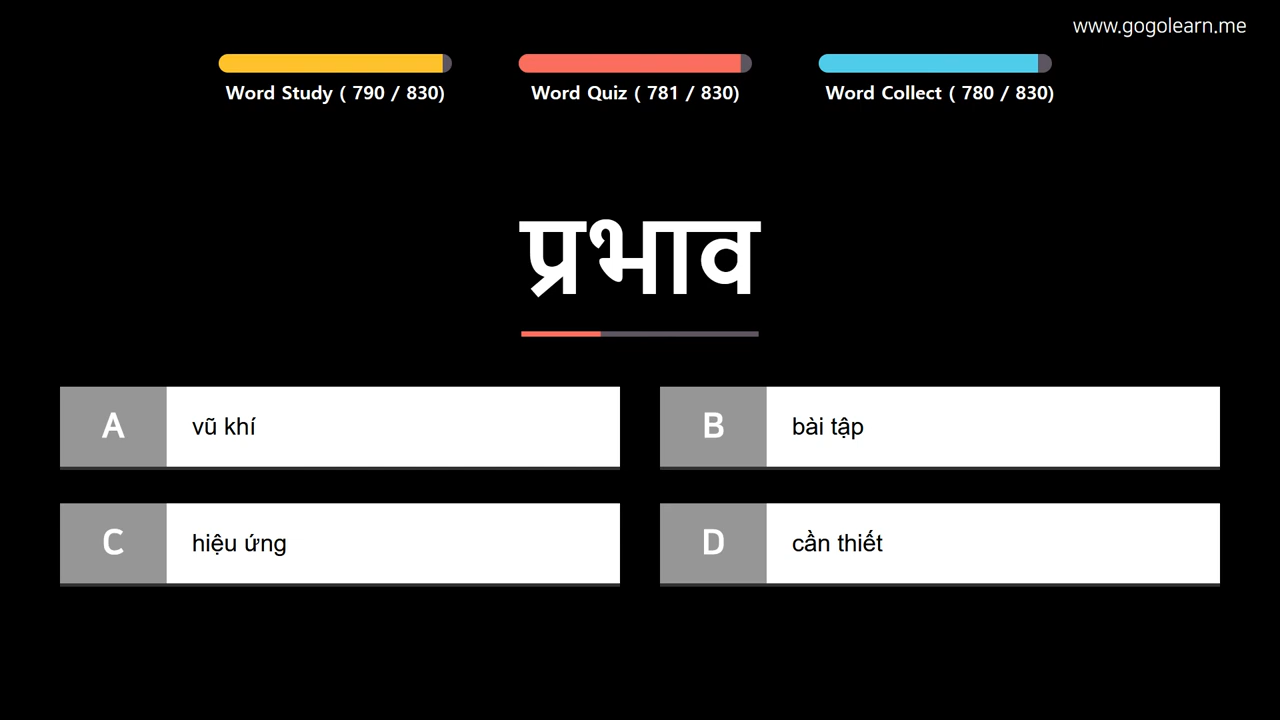 www.gogolearn.me
Word Study ( 790 / 830)
Word Quiz ( 781 / 830)
Word Collect ( 780 / 830)
प्रभाव
A vũ khí
B bài tập
C hiệu ứng
D cần thiết